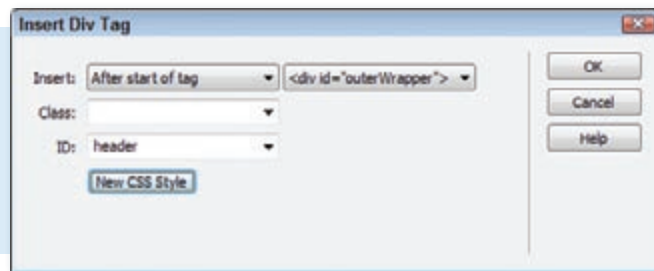 Insert Div Tag
Insert: After start of tag <div id="outerWrapper"> OK
Class: Cancel
ID: header Help
New CSS Style